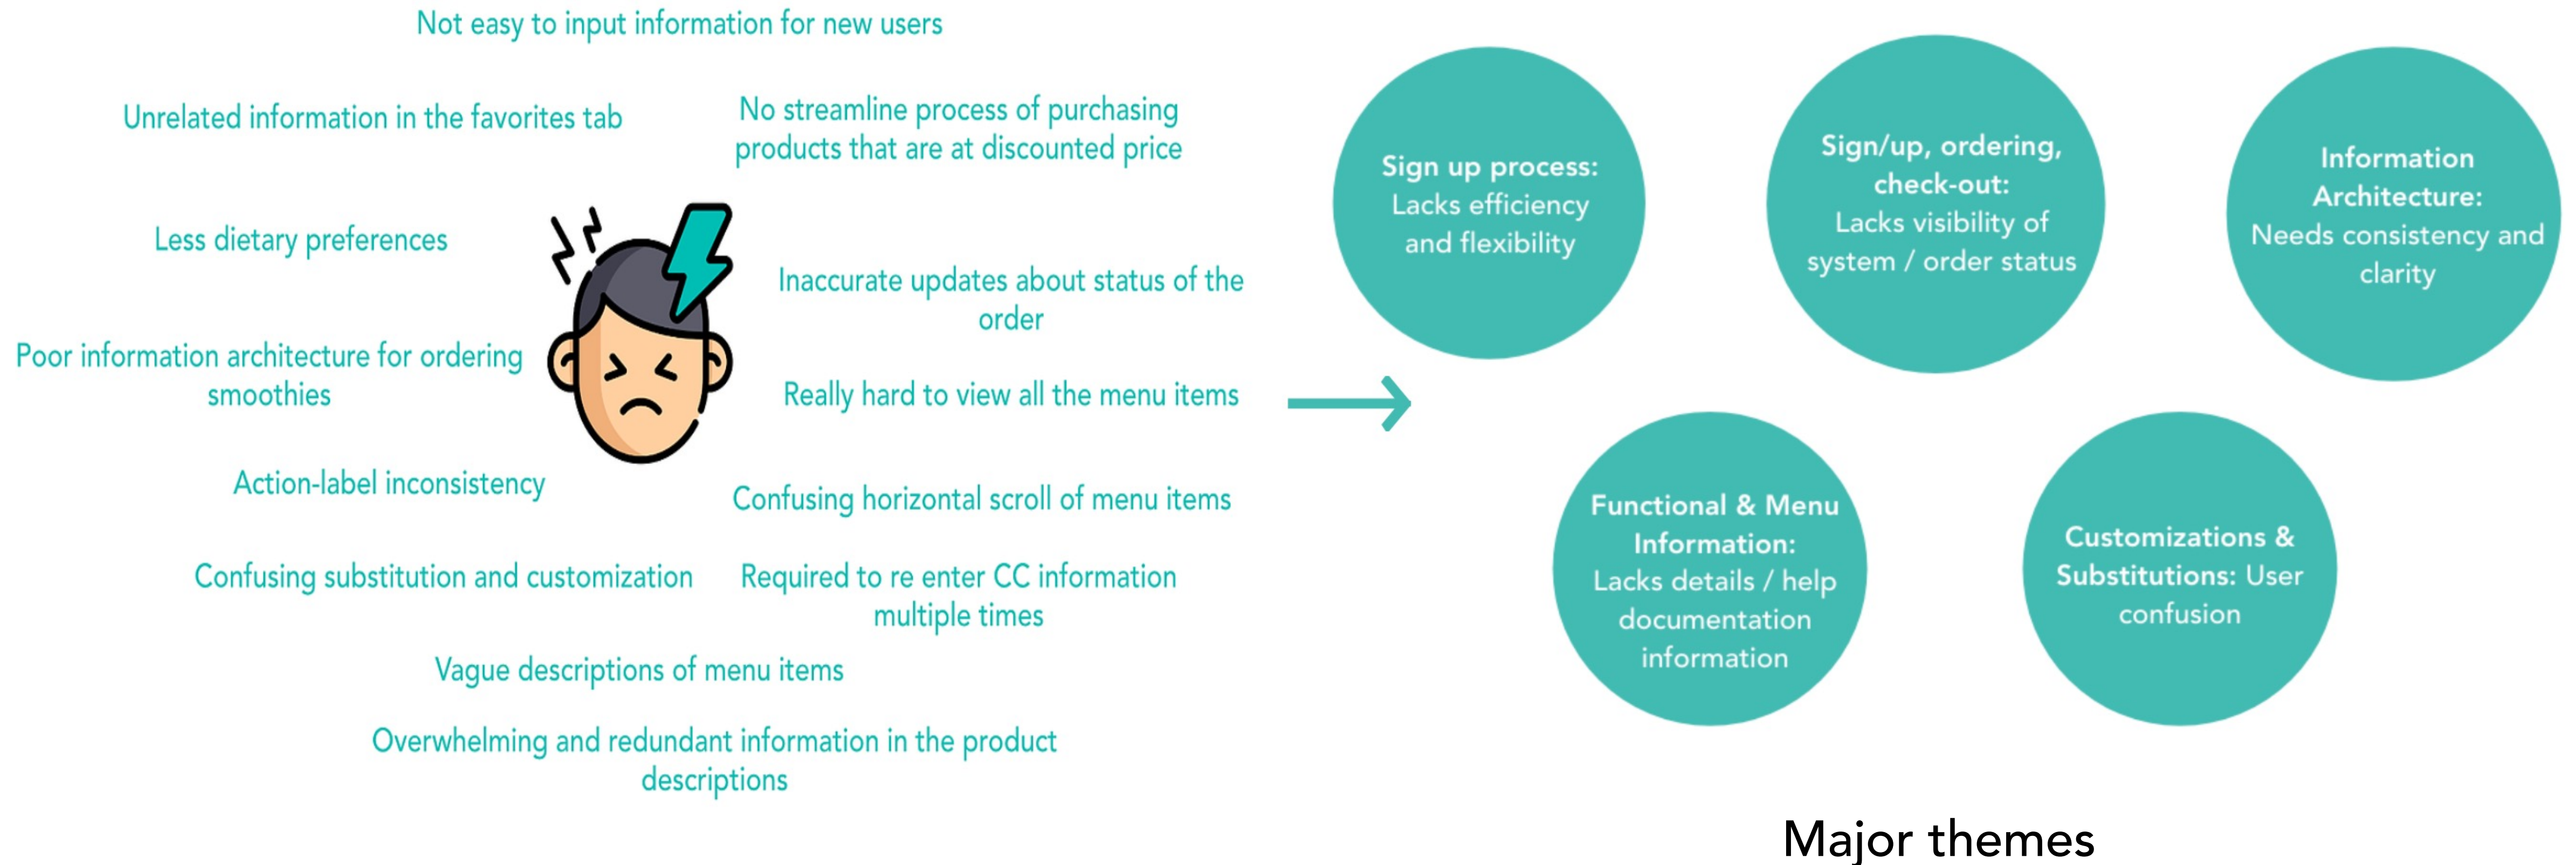 Not easy to input information for new users
Unrelated information in the favorites tab
No streamline process of purchasing
products that are at discounted price
Less dietary preferences
Inaccurate updates about status of the
order
Poor information architecture for ordering
smoothies
Really hard to view all the menu items
Action-label inconsistency
Confusing horizontal scroll of menu items
Confusing substitution and customization
Required to re enter CC information
multiple times
Vague descriptions of menu items
Overwhelming and redundant information in the product
descriptions
Sign up process:
Lacks efficiency
and flexibility
Sign/up, ordering,
check-out:
Lacks visibility of
system / order status
Information
Architecture:
Needs consistency and
clarity
Functional & Menu
Information:
Lacks details / help
documentation
information
Customizations &
Substitutions: User
confusion
Major themes